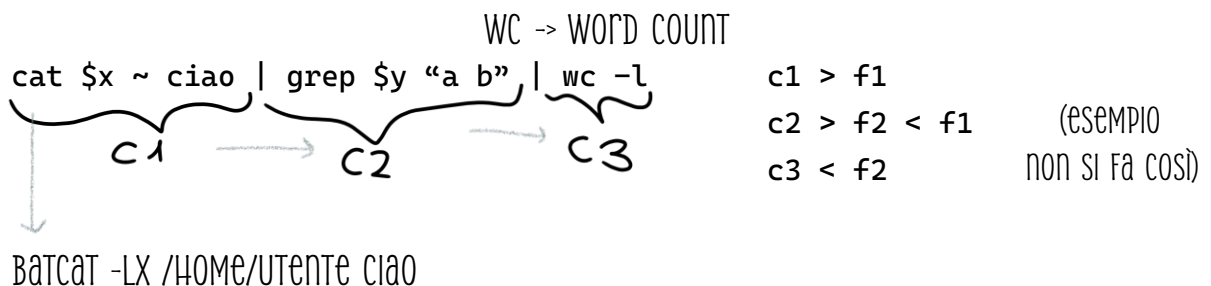 WC -> WORD COUNT
cat $x ~ ciao | grep $y “a b” | wc -l
c1 > f1
C1
C2
C3
c2 > f2 < f1
(ESEMPIO
c3 < f2
NON SI FA COSÌ)
BATCAT -LX /HOME/UTENTE CIAO